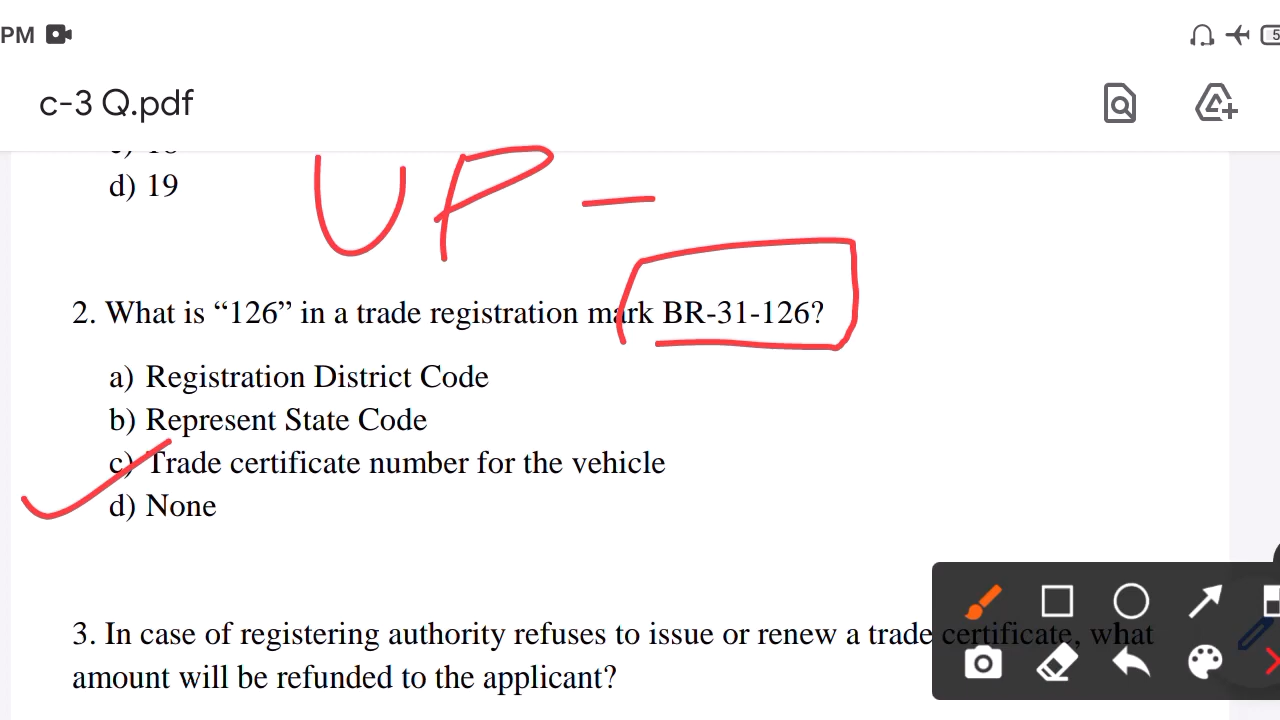 PM
5
c-3 Q.pdf
d) 19
UP -
2. What is “126” in a trade registration mark BR-31-126?
a) Registration District Code
b) Represent State Code
c) Trade certificate number for the vehicle
d) None
3. In case of registering authority refuses to issue or renew a trade certificate, what
amount will be refunded to the applicant?